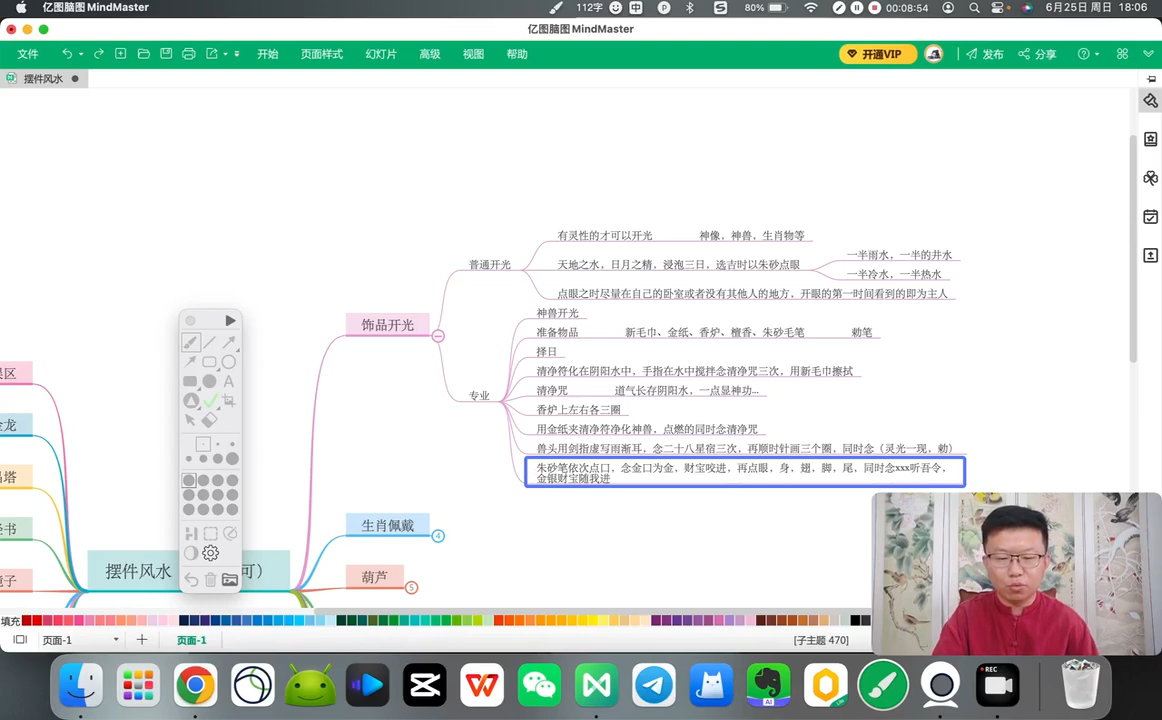 亿图脑图 MindMaster
112字
80%
00:08:54
6月25日 周日 18:06
亿图脑图 MindMaster
文件
开始
页面样式
幻灯片
高级
视图
帮助
开通VIP
发布
分享
摆件风水
有灵性的才可以开光
神像，神兽、生肖物等
普通开光
天地之水，日月之精，浸泡三日，选吉时以朱砂点眼
一半雨水，一半的井水
一半冷水，一半热水
点眼之时尽量在自己的卧室或者没有其他人的地方，开眼的第一时间看到的即为主人
饰品开光
神兽开光
准备物品
新毛巾、金纸、香炉、檀香、朱砂毛笔
勅笔
择日
清净符化在阴阳水中，手指在水中搅拌念清净咒三次，用新毛巾擦拭
专业
清净咒
道气长存阴阳水，一点显神功...
香炉上左右各三圈
用金纸夹清净符净化神兽，点燃的同时念清净咒
兽头用剑指虚写雨渐耳，念二十八星宿三次，再顺时针画三个圈，同时念（灵光一现，勅）
朱砂笔依次点口，念金口为金，财宝咬进，再点眼，身，翅，脚，尾，同时念xxx听吾令，
金银财宝随我进
生肖佩戴
4
葫芦
5
摆件风水
可）
区
金龙
塔
书
镜子
A
填充
页面-1
页面-1
[子主题 470]
REC
AI